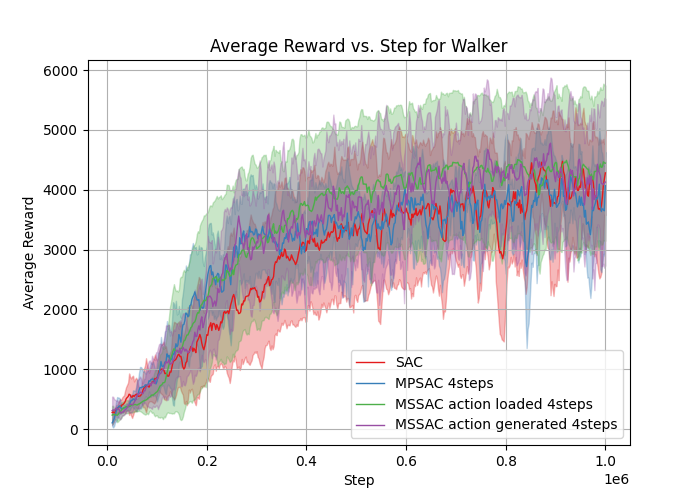 Average Reward vs. Step for Walker
6000
5000
4000
3000
2000
1000
0
Average Reward
SAC
MPSAC 4steps
MSSAC action loaded 4steps
MSSAC action generated 4steps
0.0 0.2 0.4 0.6 0.8 1.0
1e6
Step